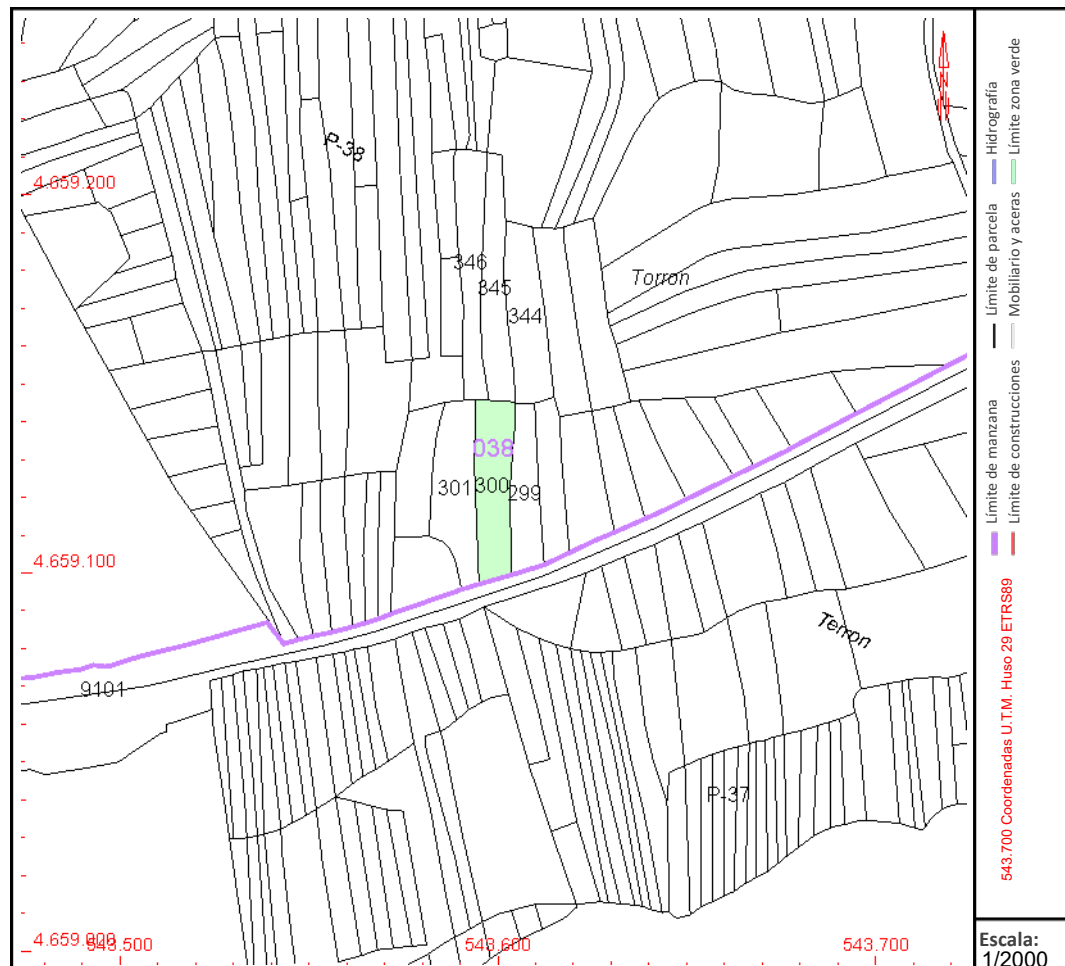 P-38
4.659.200
346
345
344
Torron
038
301
300
299
4.659.100
Terron
9101
P-37
4.659.000
543.500
543.600
543.700
N
543.700 Coordenadas U.T.M. Huso 29 ETRS89
Límite de manzana
Límite de construcciones
Límite de parcela
Mobiliario y aceras
Hidrografía
Límite zona verde
Escala:
1/2000